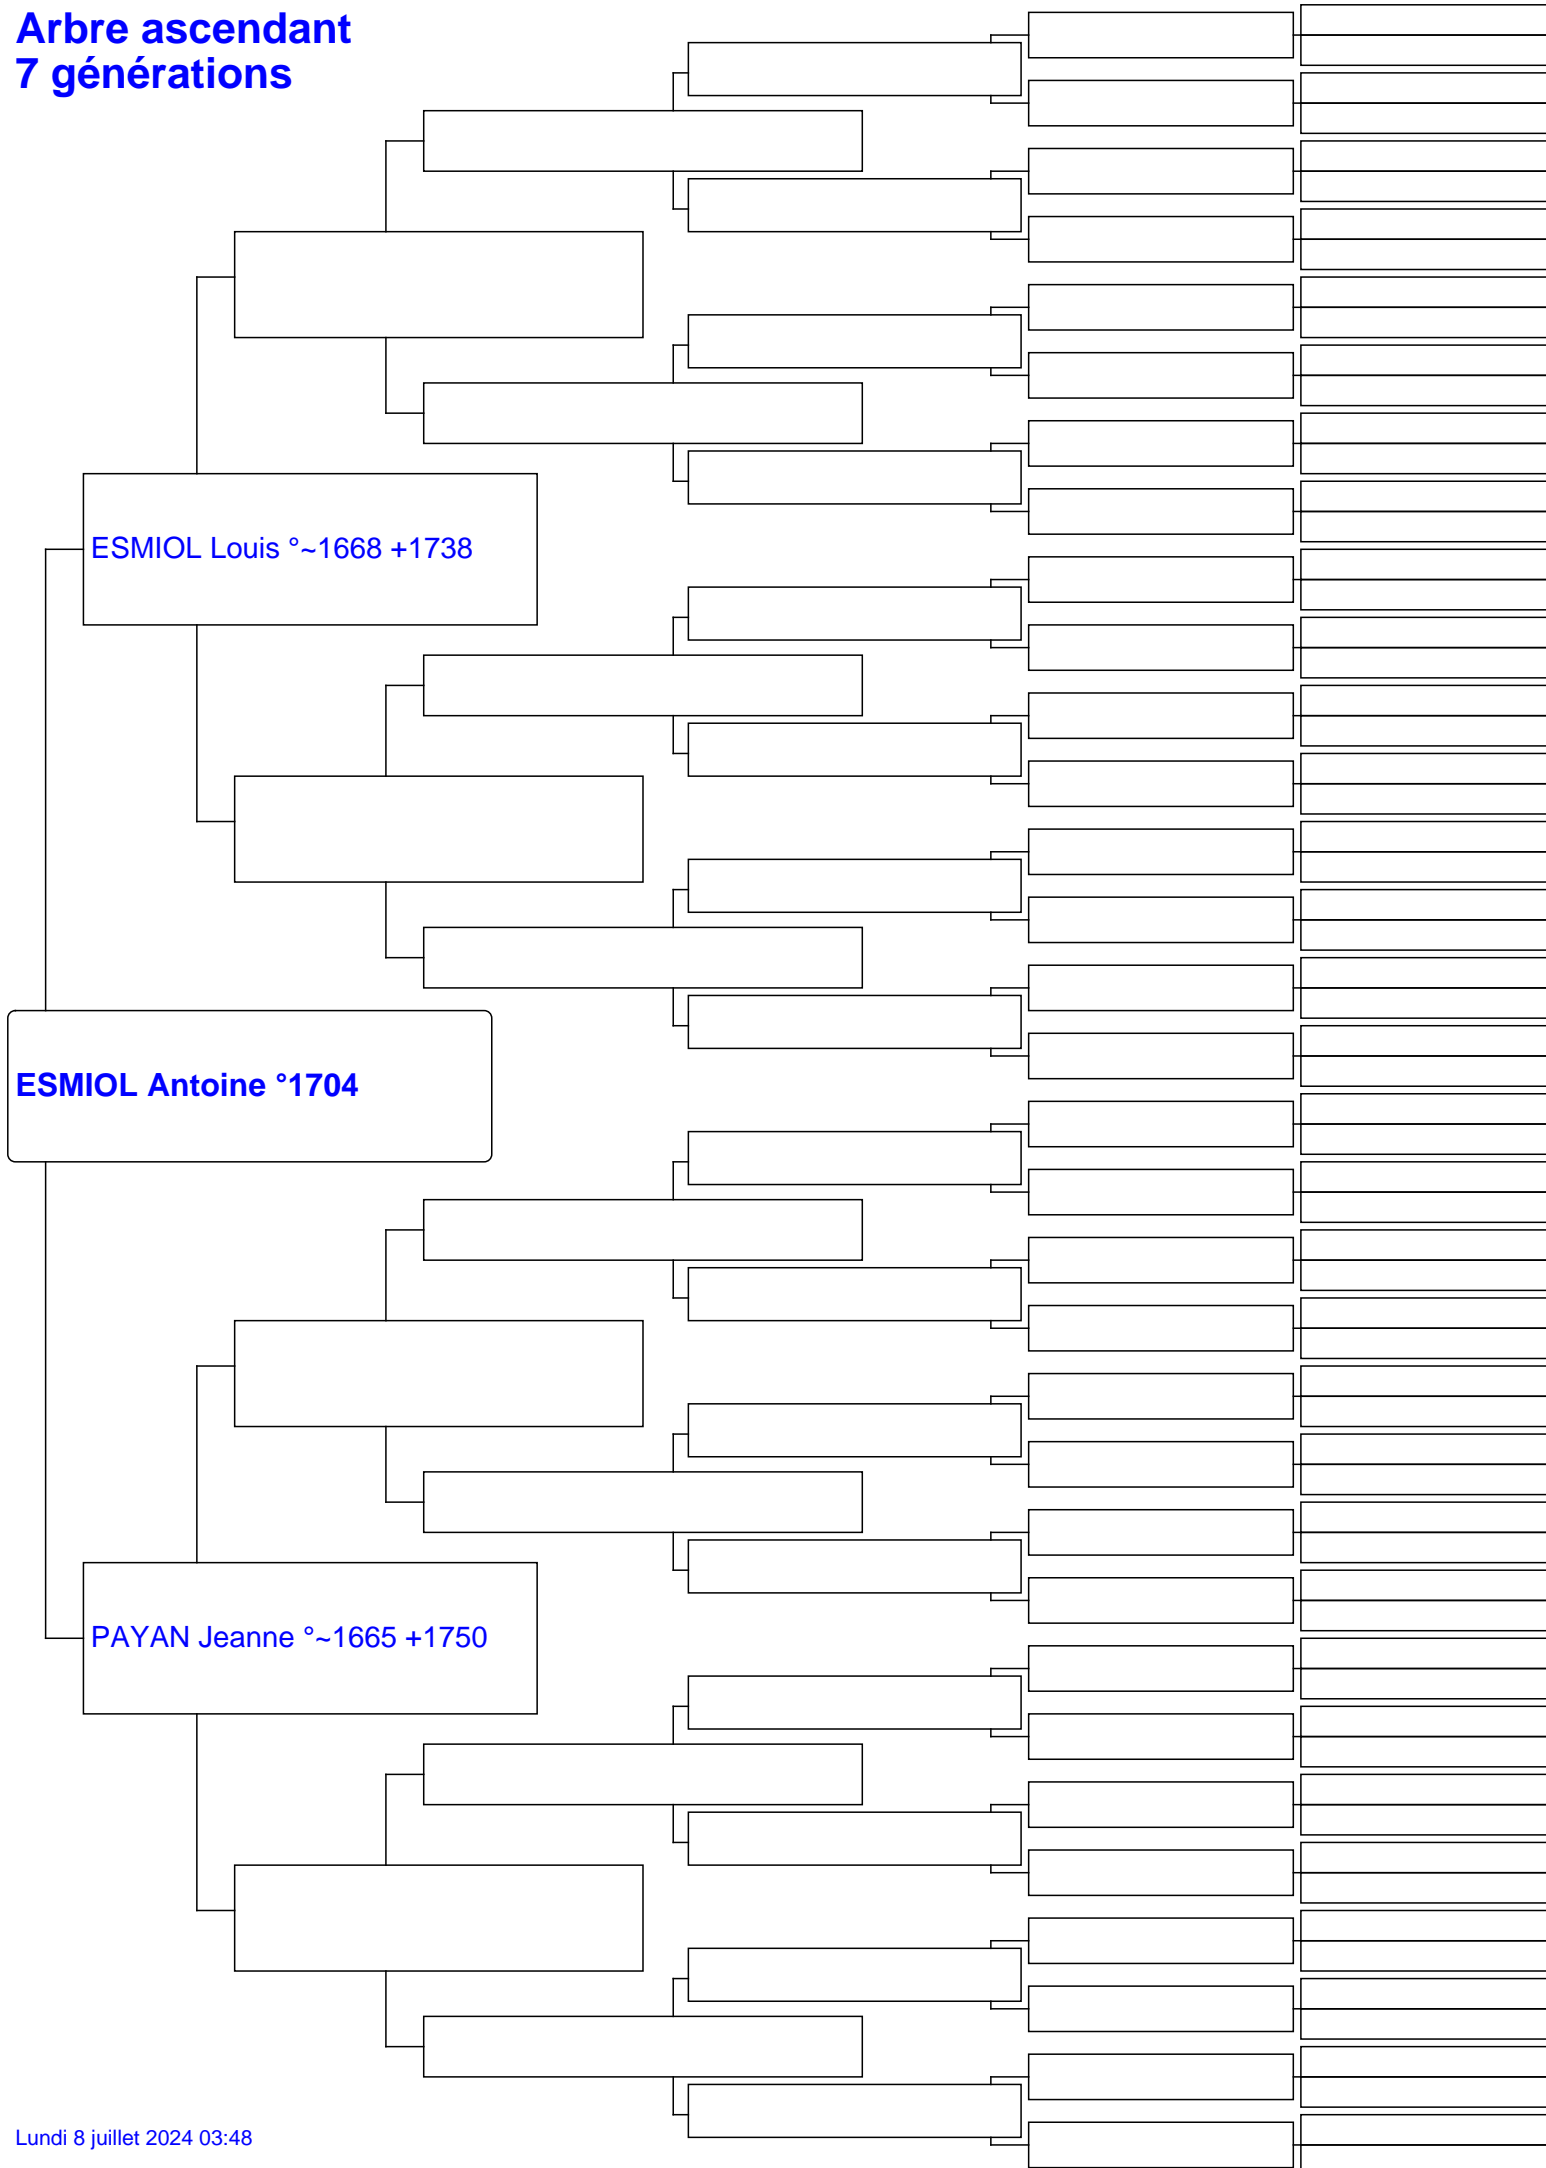 Arbre ascendant
7 générations
ESMIOL Louis °~1668 +1738
ESMIOL Antoine °1704
PAYAN Jeanne °~1665 +1750
Lundi 8 juillet 2024 03:48